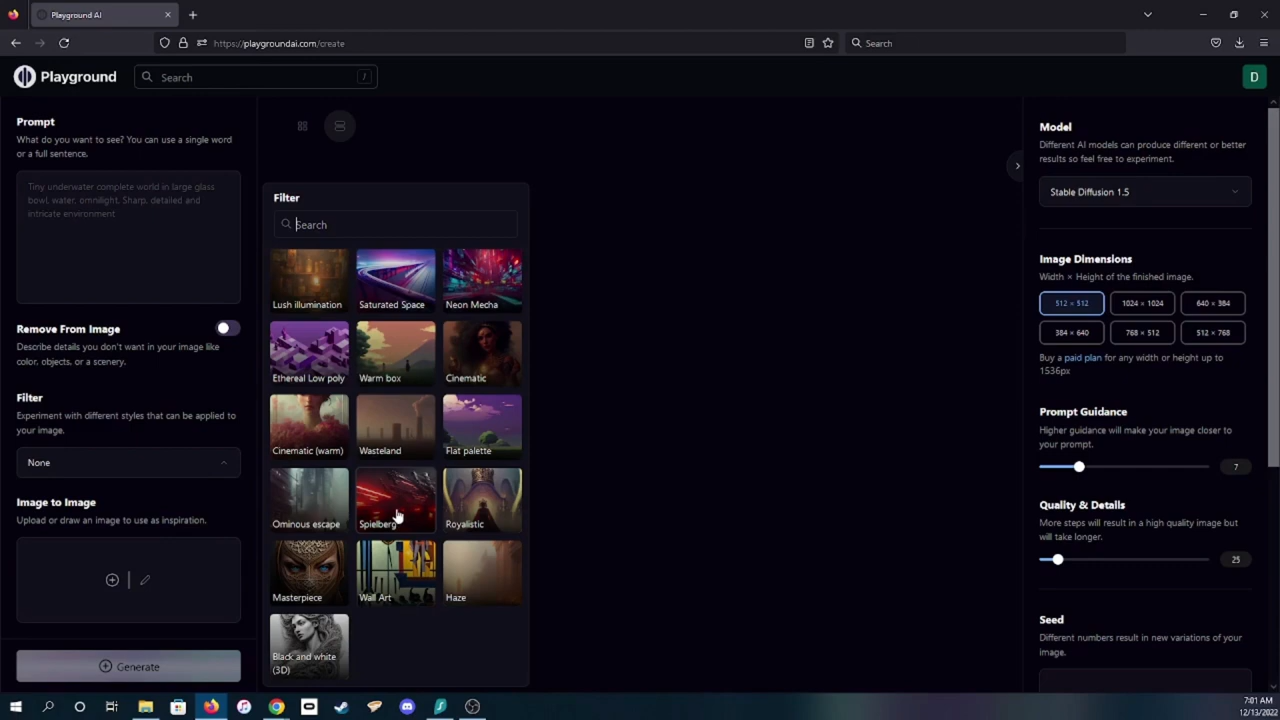 Playground AI
https://playgroundai.com/create
Search
Playground
Search
/
D
Prompt
What do you want to see? You can use a single word
or a full sentence.
Tiny underwater complete world in large glass
bowl, water, omnilight, Sharp, detailed and
intricate environment
Remove From Image
Describe details you don't want in your image like
color, objects, or a scenery.
Filter
Experiment with different styles that can be applied to
your image.
None
Image to Image
Upload or draw an image to use as inspiration.
Generate
Filter
Search
Lush illumination
Saturated Space
Neon Mecha
Ethereal Low poly
Warm box
Cinematic
Cinematic (warm)
Wasteland
Flat palette
Ominous escape
Spielberg
Royalistic
Masterpiece
Wall Art
Haze
Black and white
(3D)
Model
Different AI models can produce different or better
results so feel free to experiment.
Stable Diffusion 1.5
Image Dimensions
Width × Height of the finished image.
512 × 512
1024 × 1024
640 × 384
384 × 640
768 × 512
512 × 768
Buy a paid plan for any width or height up to
1536px
Prompt Guidance
Higher guidance will make your image closer to
your prompt.
7
Quality & Details
More steps will result in a high quality image but
will take longer.
25
Seed
Different numbers result in new variations of your
image.
7:01 AM
12/13/2022